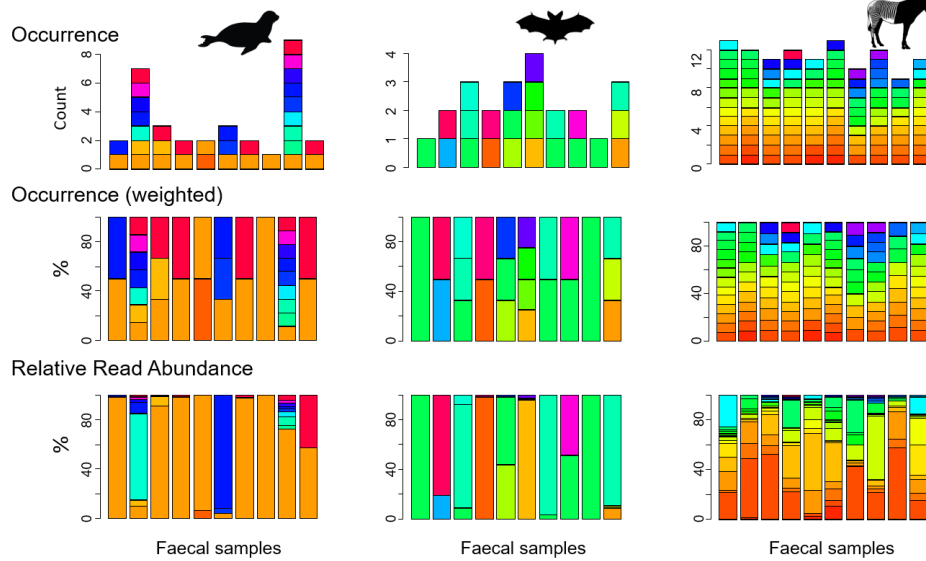 Occurrence
Count
0 2 4 6 8
0 1 2 3 4
0 4 8 12
Occurrence (weighted)
%
0 40 80
0 40 80
0 40 80
Relative Read Abundance
%
0 40 80
0 40 80
0 40 80
Faecal samples
Faecal samples
Faecal samples